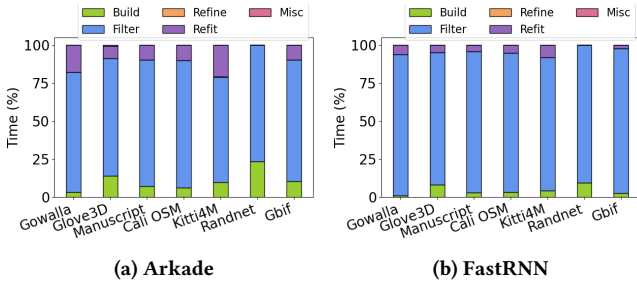 Build Refine Misc
Filter Refit
Time (%)
100
75
50
25
0
Gowalla Glove3D Manuscript Cali OSM Kitti4M Randnet Gbif
(a) Arkade
Build Refine Misc
Filter Refit
Time (%)
100
75
50
25
0
Gowalla Glove3D Manuscript Cali OSM Kitti4M Randnet Gbif
(b) FastRNN